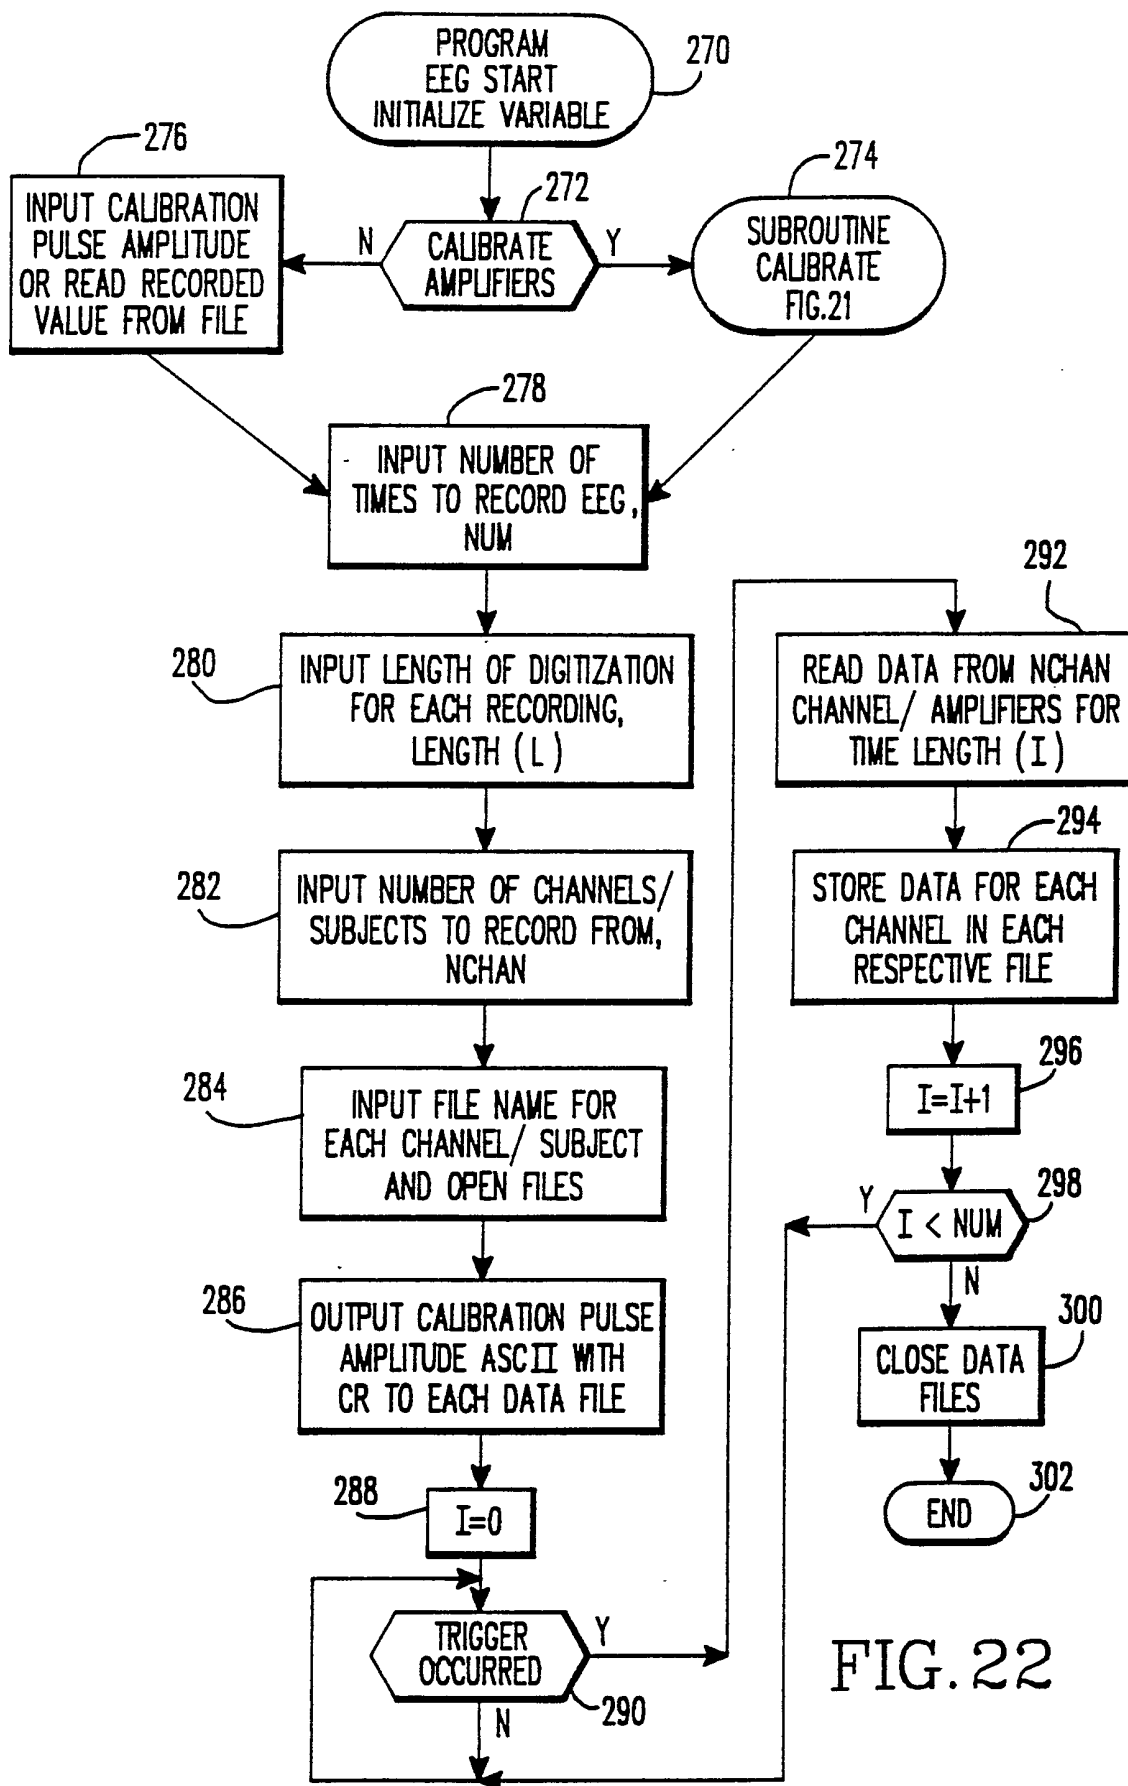 PROGRAM
EEG START
INITIALIZE VARIABLE
270
276
INPUT CALIBRATION
PULSE AMPLITUDE
OR READ RECORDED
VALUE FROM FILE
N
272
CALIBRATE
AMPLIFIERS
Y
274
SUBROUTINE
CALIBRATE
FIG.21
278
INPUT NUMBER OF
TIMES TO RECORD EEG,
NUM
280
INPUT LENGTH OF DIGITIZATION
FOR EACH RECORDING,
LENGTH (L)
282
INPUT NUMBER OF CHANNELS/
SUBJECTS TO RECORD FROM,
NCHAN
284
INPUT FILE NAME FOR
EACH CHANNEL/ SUBJECT
AND OPEN FILES
286
OUTPUT CALIBRATION PULSE
AMPLITUDE ASCII WITH
CR TO EACH DATA FILE
288
I=0
TRIGGER
OCCURRED
Y
290
N
292
READ DATA FROM NCHAN
CHANNEL/ AMPLIFIERS FOR
TIME LENGTH (I)
294
STORE DATA FOR EACH
CHANNEL IN EACH
RESPECTIVE FILE
296
I=I+1
Y
298
I < NUM
N
300
CLOSE DATA
FILES
302
END
FIG. 22